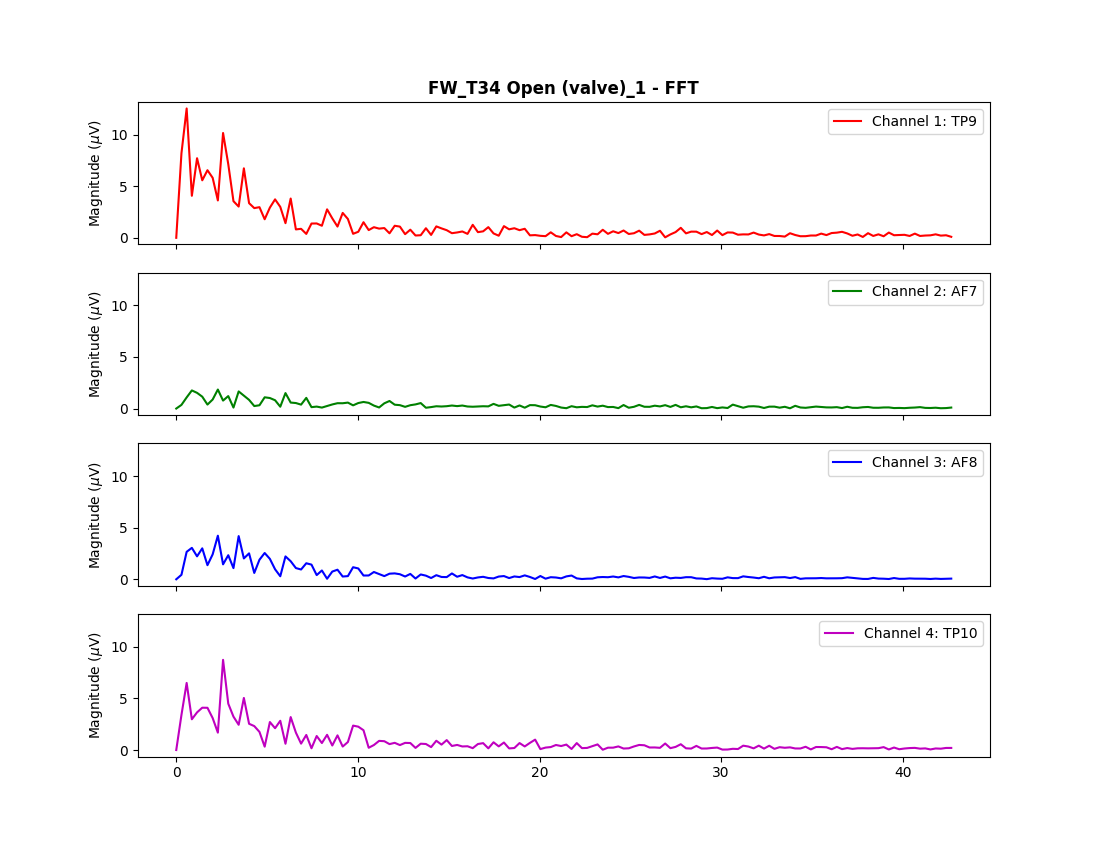 FW_T34 Open (valve)_1 - FFT
Magnitude (μV)
10
5
0
Channel 1: TP9
Magnitude (μV)
10
5
0
Channel 2: AF7
Magnitude (μV)
10
5
0
Channel 3: AF8
Magnitude (μV)
10
5
0
Channel 4: TP10
0 10 20 30 40